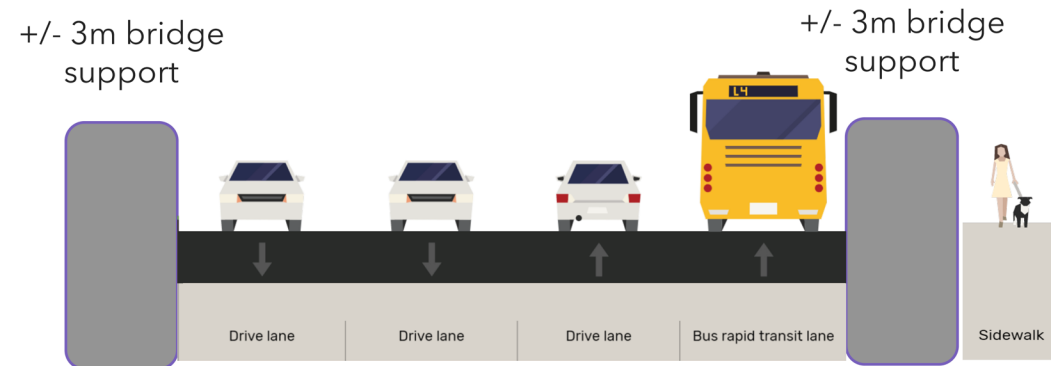 +/- 3m bridge
support
+/- 3m bridge
support
L4
Drive lane
Drive lane
Drive lane
Bus rapid transit lane
Sidewalk